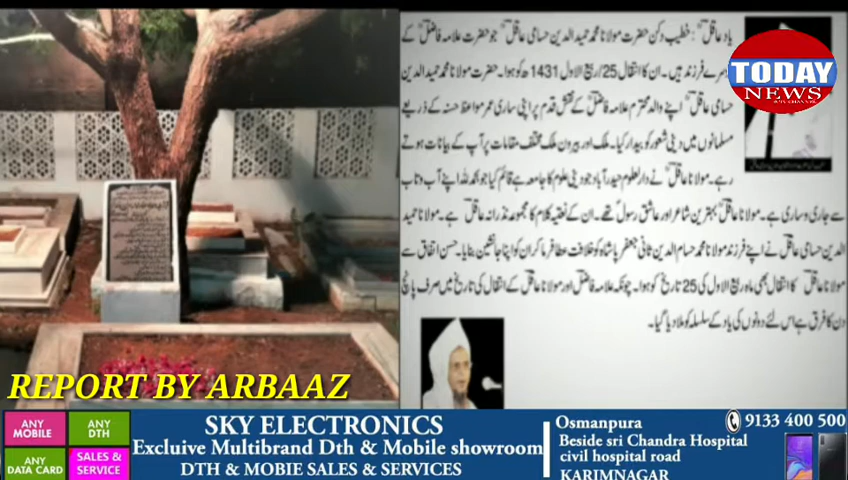 یاد عاقلؒ: خطیب دکن حضرت مولانا محمد حمید الدین حسامی عاقلؒ جو حضرت علامہ فاضلؒ کے
سرے فرزند ہیں۔ ان کا انتقال 25/ربیع الاول 1431ھ کو ہوا۔ حضرت مولانا محمد حمید الدین
حسامی عاقلؒ اپنے والد محترم علامہ فاضلؒ کے نقش قدم پر اپنی ساری عمر مواعظ حسنہ کے ذریعے
مسلمانوں میں دینی شعور کو بیدار کیا۔ ملک اور بیرون ملک مختلف مقامات پر آپ کے بیانات ہوتے
رہے۔ مولانا عاقلؒ نے دارالعلوم حیدرآباد جو دینی علوم کا جامعہ ہے قائم کیا جو بحمدللہ اپنے آب و تاب
سے جاری و ساری ہے۔ مولانا عاقلؒ بہترین شاعر اور عاشق رسولؐ تھے۔ ان کے نعتیہ کلام کا مجموعہ نذرانہ عاقلؒ ہے۔ مولانا حمید
الدین حسامی عاقلؒ نے اپنے فرزند مولانا محمد حسام الدین ثانی جعفر پاشاہ کو خلافت عطا فرما کر ان کو اپنا جانشین بنایا۔ حسن اتفاق سے
مولانا عاقلؒ کا انتقال بھی ماہ ربیع الاول کی 25 تاریخ کو ہوا۔ چونکہ علامہ فاضلؒ اور مولانا عاقلؒ کے انتقال کی تاریخ میں صرف پانچ
دن کا فرق ہے اس لئے دونوں کی یاد کے سلسلہ کو ملا دیا گیا۔
TODAY
NEWS
REPORT BY ARBAAZ
ANY
MOBILE
ANY
DTH
ANY
DATA CARD
SALES &
SERVICE
SKY ELECTRONICS
Excluive Multibrand Dth & Mobile showroom
DTH & MOBIE SALES & SERVICES
Osmanpura
Beside sri Chandra Hospital
civil hospital road
KARIMNAGAR
9133 400 500